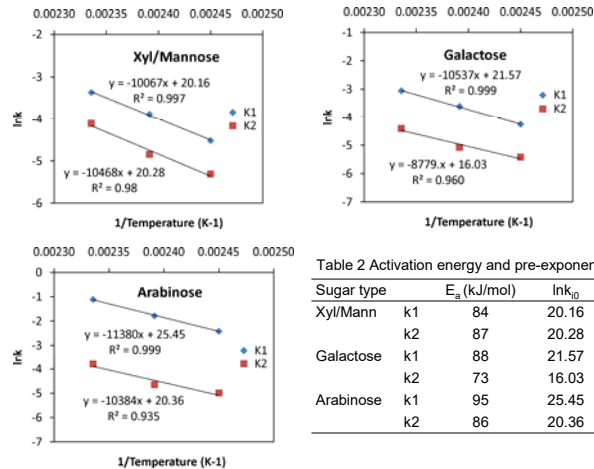 0.00230 0.00235 0.00240 0.00245 0.00250
-2
-3
-4
-5
-6
lnk
Xyl/Mannose
y = -10067x + 20.16
R² = 0.997
K1
K2
y = -10468x + 20.28
R² = 0.98
1/Temperature (K-1)
0.00230 0.00235 0.00240 0.00245 0.00250
-1
-2
-3
-4
-5
-6
-7
lnk
Galactose
y = -10537x + 21.57
R² = 0.999
K1
K2
y = -8779.x + 16.03
R² = 0.960
1/Temperature (K-1)
0.00230 0.00235 0.00240 0.00245 0.00250
0
-1
-2
-3
-4
-5
-6
-7
lnk
Arabinose
y = -11380x + 25.45
R² = 0.999
K1
K2
y = -10384x + 20.36
R² = 0.935
1/Temperature (K-1)
Table 2 Activation energy and pre-exponen
Sugar type Ea (kJ/mol) lnki0
Xyl/Mann k1 84 20.16
k2 87 20.28
Galactose k1 88 21.57
k2 73 16.03
Arabinose k1 95 25.45
k2 86 20.36